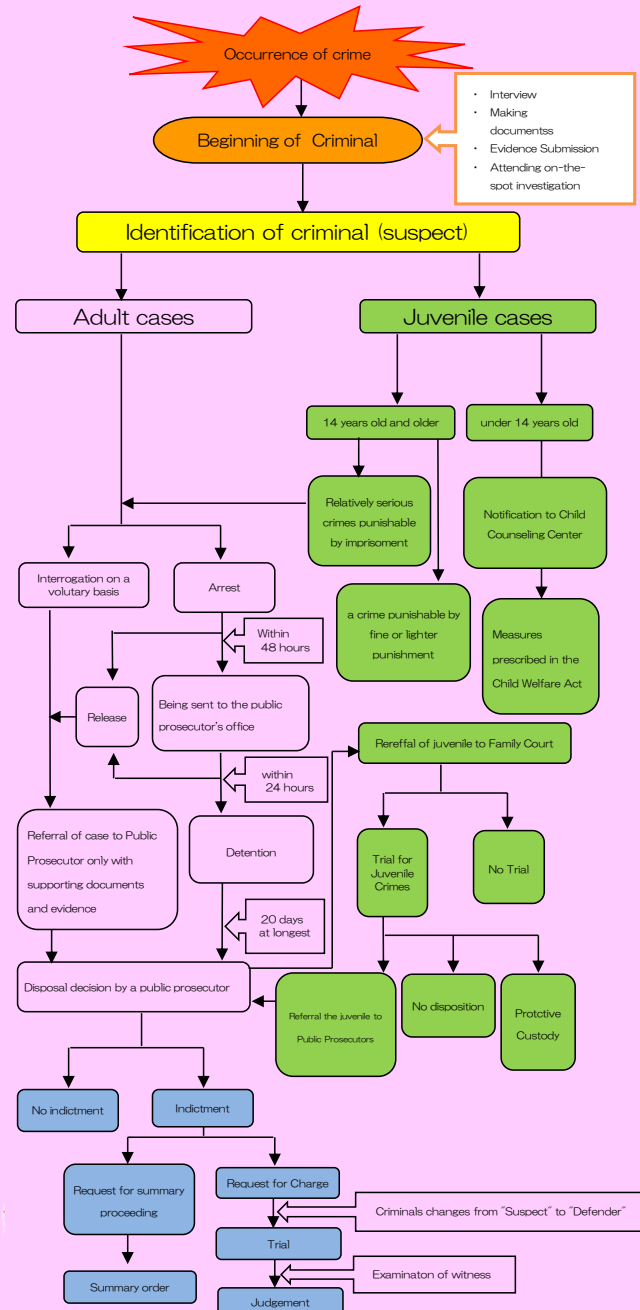 Occurrence of crime
・ Interview
・ Making
documentss
・ Evidence Submission
・ Attending on-the-
spot investigation
Beginning of Criminal
Identification of criminal (suspect)
Adult cases
Juvenile cases
14 years old and older
under 14 years old
Relatively serious
crimes punishable
by imprisoment
Notification to Child
Counseling Center
Interrogation on a
volutary basis
Arrest
a crime punishable by
fine or lighter
punishment
Measures
prescribed in the
Child Welfare Act
Within
48 hours
Release
Being sent to the public
prosecutor's office
Rereffal of juvenile to Family Court
within
24 hours
Referral of case to Public
Prosecutor only with
supporting documents
and evidence
Detention
Trial for
Juvenile
Crimes
No Trial
20 days
at longest
Disposal decision by a public prosecutor
Referral the juvenile to
Public Prosecutors
No disposition
Protctive
Custody
No indictment
Indictment
Request for summary
proceeding
Request for Charge
Criminals changes from "Suspect" to "Defender"
Trial
Summary order
Examinaton of witness
Judgement